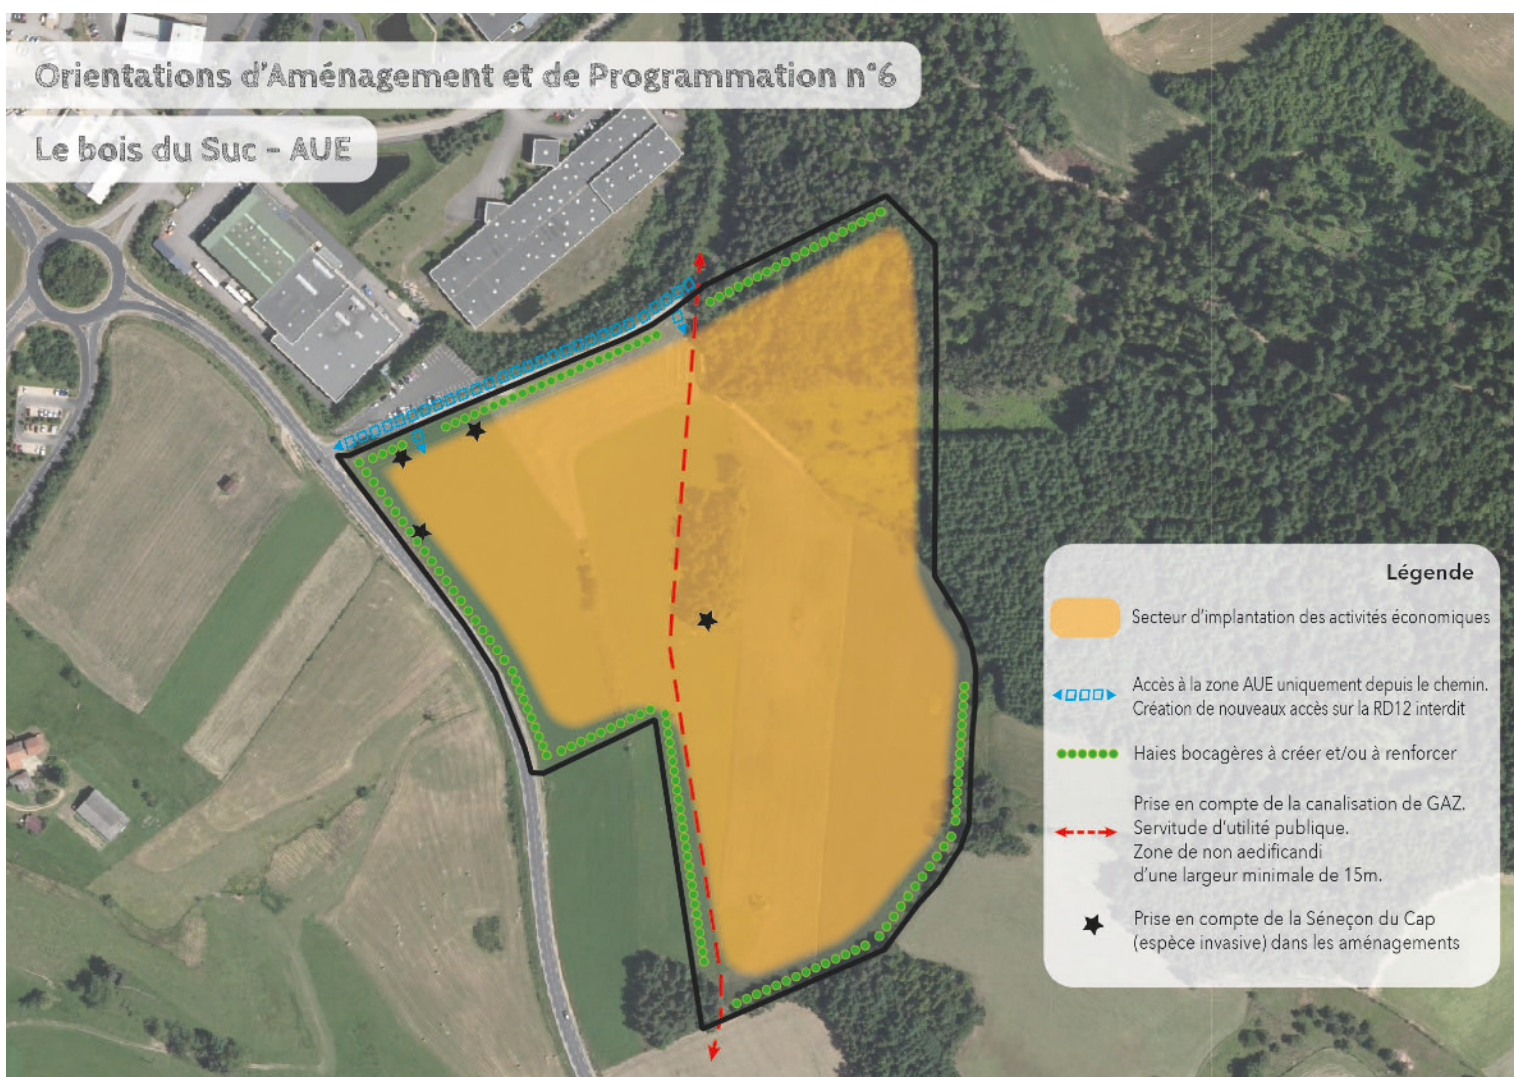 Orientations d'Aménagement et de Programmation n°6
Le bois du Suc - AUE
Légende
Secteur d'implantation des activités économiques
Accès à la zone AUE uniquement depuis le chemin.
Création de nouveaux accès sur la RD12 interdit
Haies bocagères à créer et/ou à renforcer
Prise en compte de la canalisation de GAZ.
Servitude d'utilité publique.
Zone de non aedificandi
d'une largeur minimale de 15m.
Prise en compte de la Séneçon du Cap
(espèce invasive) dans les aménagements